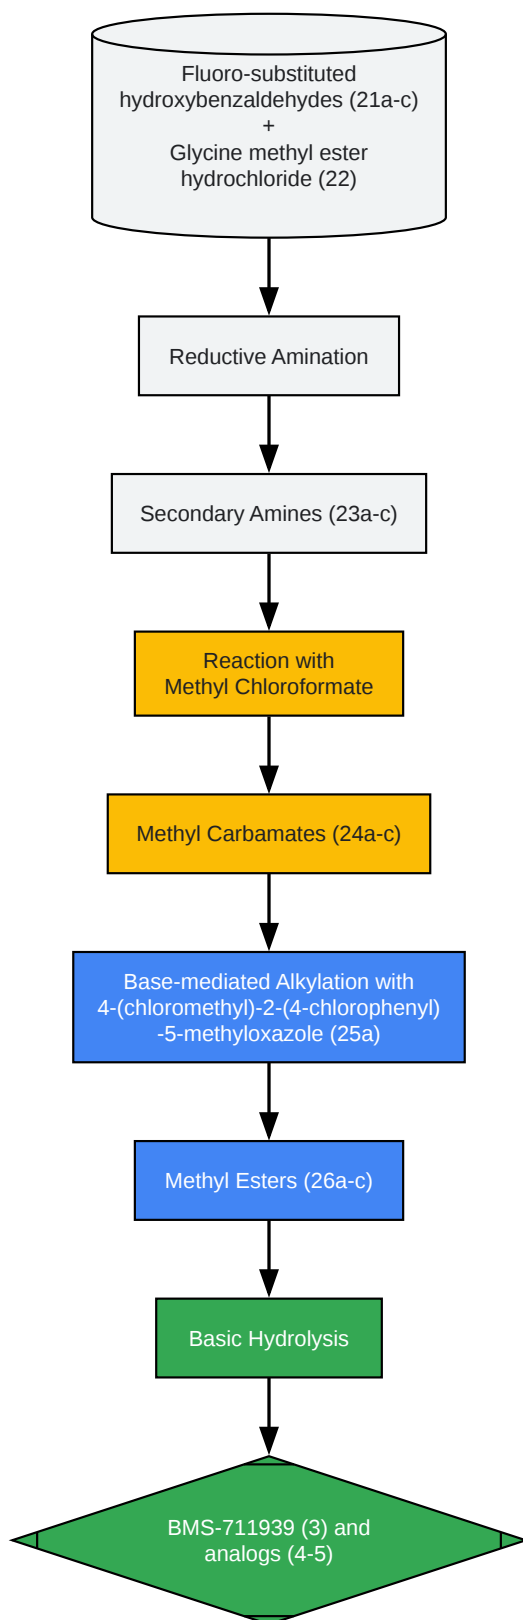 Fluoro-substituted
hydroxybenzaldehydes (21a-c)
+
Glycine methyl ester
hydrochloride (22)
Reductive Amination
Secondary Amines (23a-c)
Reaction with
Methyl Chloroformate
Methyl Carbamates (24a-c)
Base-mediated Alkylation with
4-(chloromethyl)-2-(4-chlorophenyl)
-5-methyloxazole (25a)
Methyl Esters (26a-c)
Basic Hydrolysis
BMS-711939 (3) and
analogs (4-5)